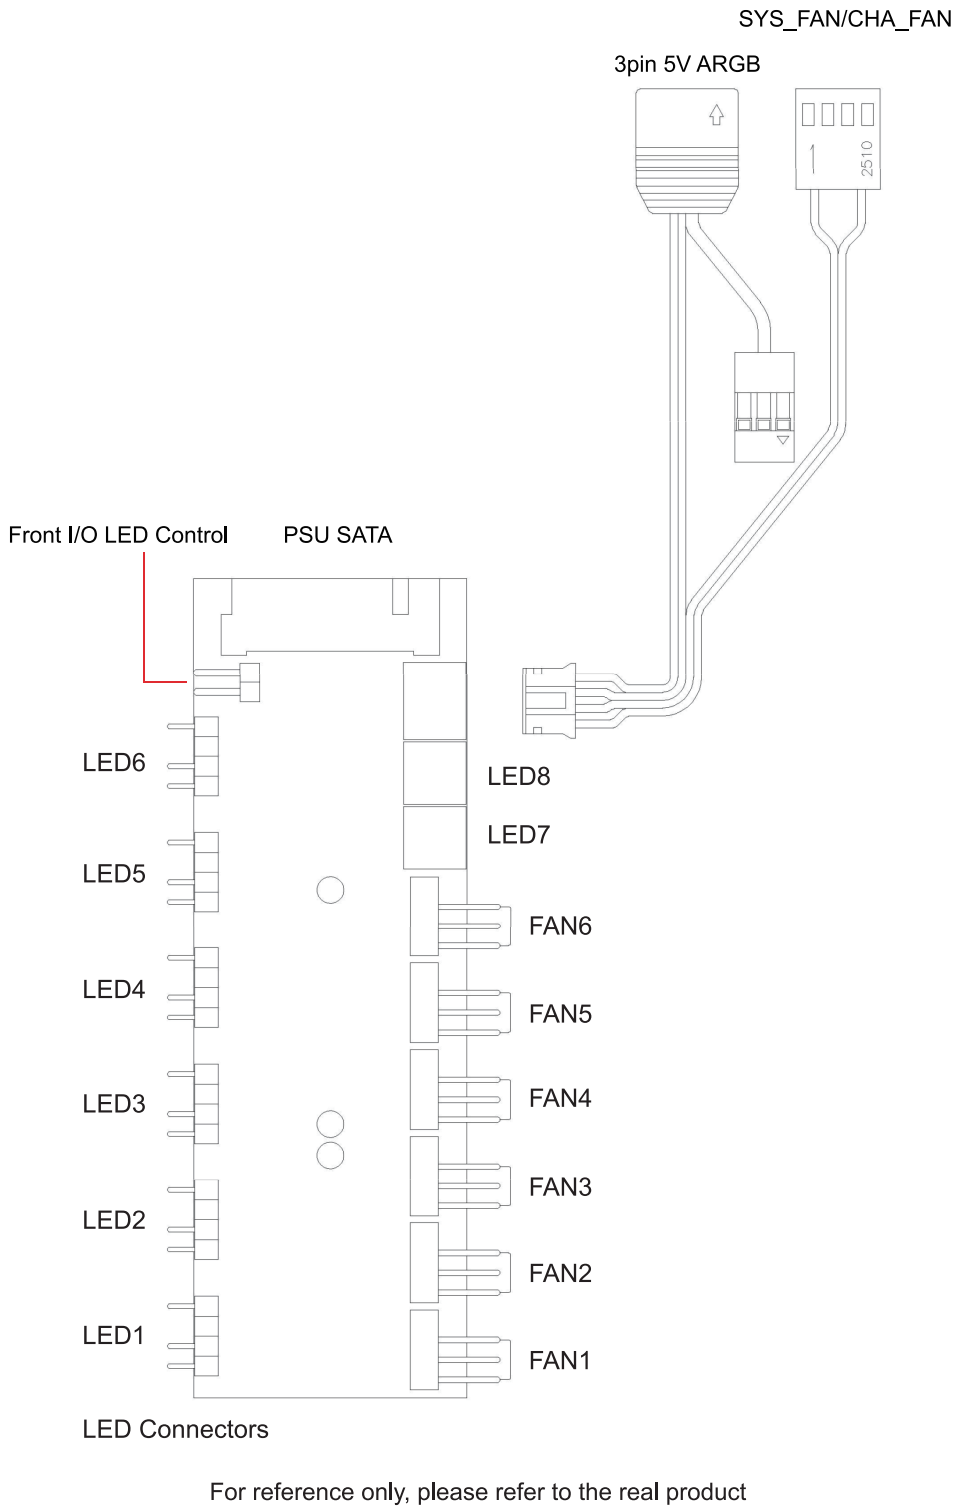 SYS_FAN/CHA_FAN
3pin 5V ARGB
1
2510
Front I/O LED Control
PSU SATA
LED6
LED8
LED7
LED5
FAN6
LED4
FAN5
LED3
FAN4
FAN3
LED2
FAN2
LED1
FAN1
LED Connectors
For reference only, please refer to the real product